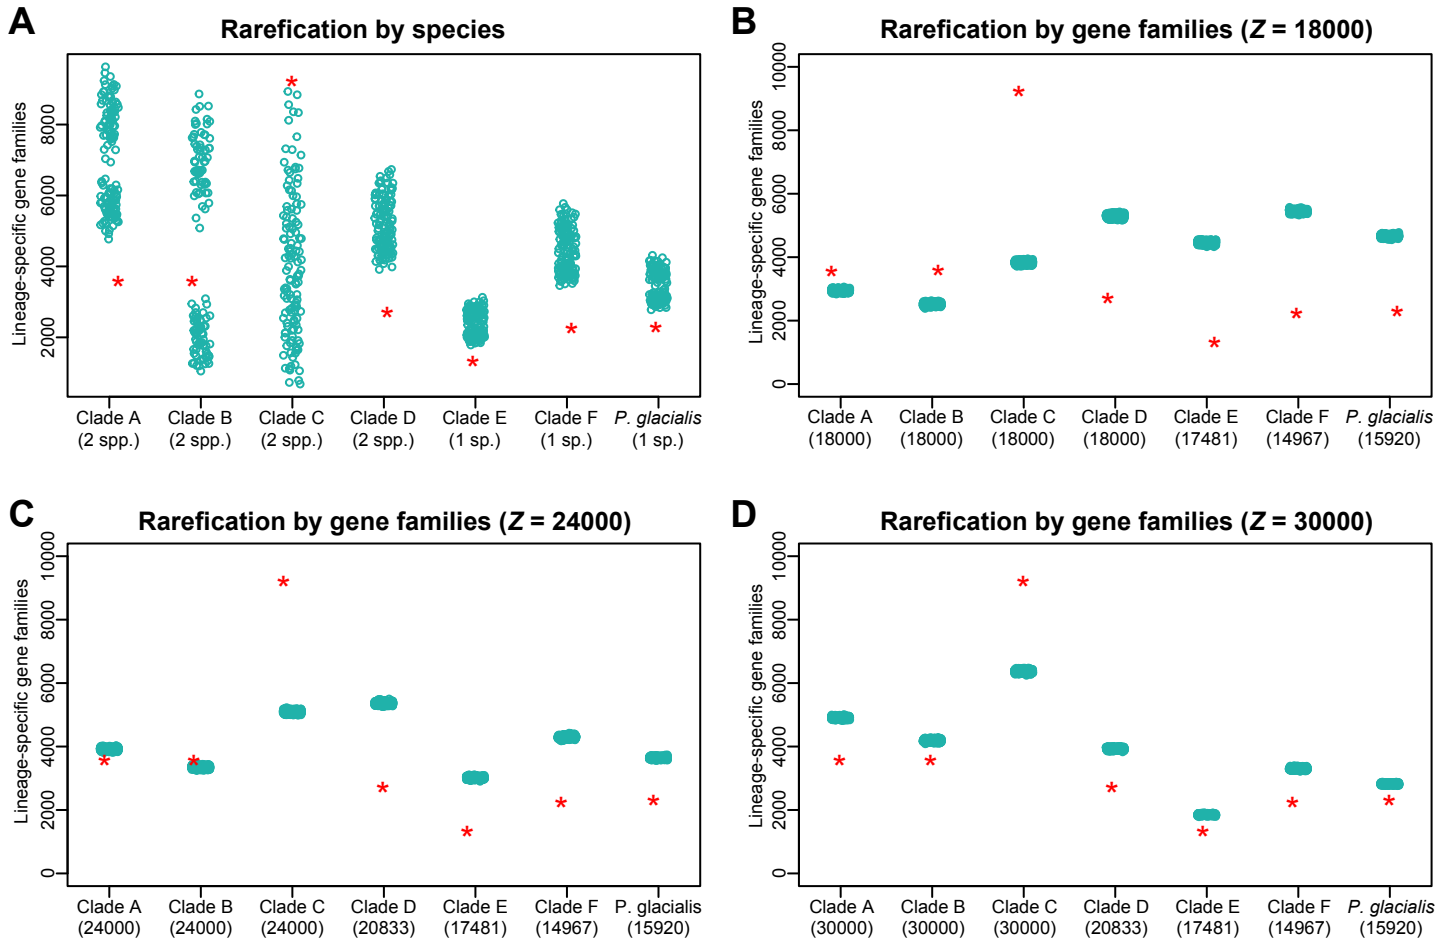 A
Rarefication by species
Lineage-specific gene families
8000
6000
4000
2000
Clade A Clade B Clade C Clade D Clade E Clade F P. glacialis
(2 spp.) (2 spp.) (2 spp.) (2 spp.) (1 sp.) (1 sp.) (1 sp.)
B
Rarefication by gene families (Z = 18000)
Lineage-specific gene families
10000
8000
6000
4000
2000
0
Clade A Clade B Clade C Clade D Clade E Clade F P. glacialis
(18000) (18000) (18000) (18000) (17481) (14967) (15920)
C
Rarefication by gene families (Z = 24000)
Lineage-specific gene families
10000
8000
6000
4000
2000
0
Clade A Clade B Clade C Clade D Clade E Clade F P. glacialis
(24000) (24000) (24000) (20833) (17481) (14967) (15920)
D
Rarefication by gene families (Z = 30000)
Lineage-specific gene families
10000
8000
6000
4000
2000
0
Clade A Clade B Clade C Clade D Clade E Clade F P. glacialis
(30000) (30000) (30000) (20833) (17481) (14967) (15920)